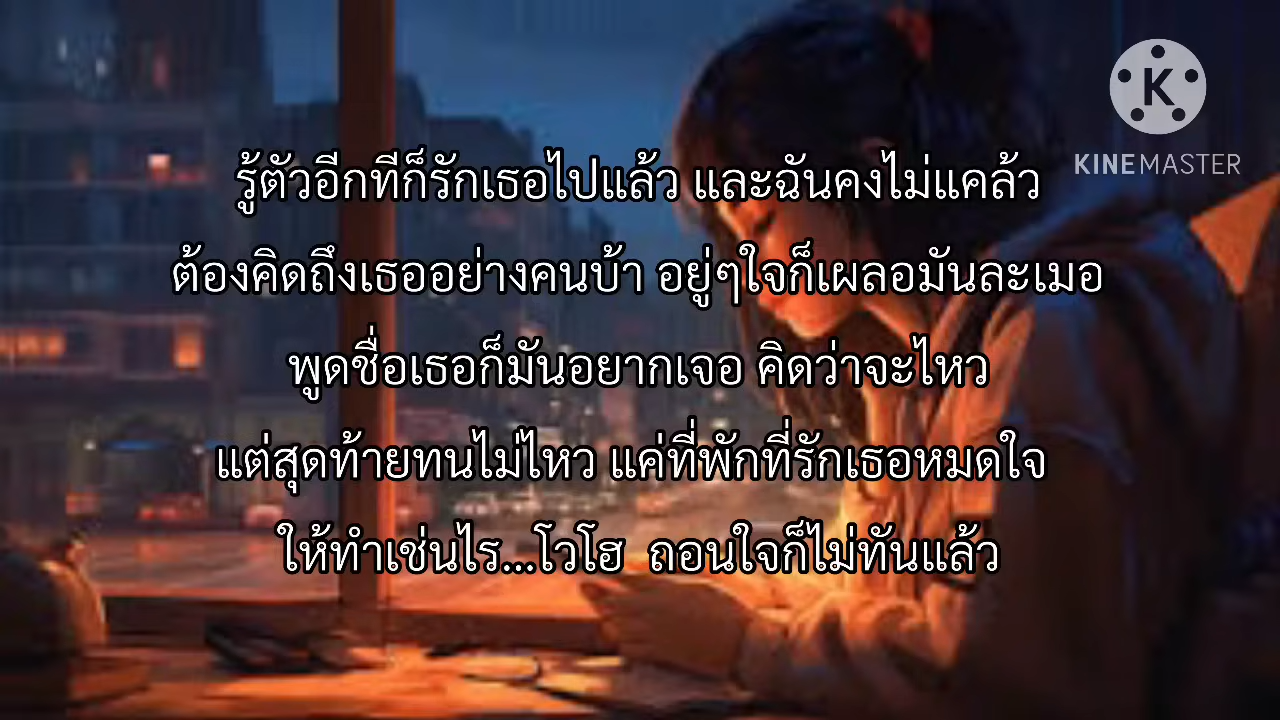 K
KINEMASTER
รู้ตัวอีกทีก็รักเธอไปแล้ว และฉันคงไม่แคล้ว
ต้องคิดถึงเธออย่างคนบ้า อยู่ๆใจก็เผลอมันละเมอ
พูดชื่อเธอก็มันอยากเจอ คิดว่าจะไหว
แต่สุดท้ายทนไม่ไหว แค่ที่พักที่รักเธอหมดใจ
ให้ทำเช่นไร...โวโฮ ถอนใจก็ไม่ทันแล้ว